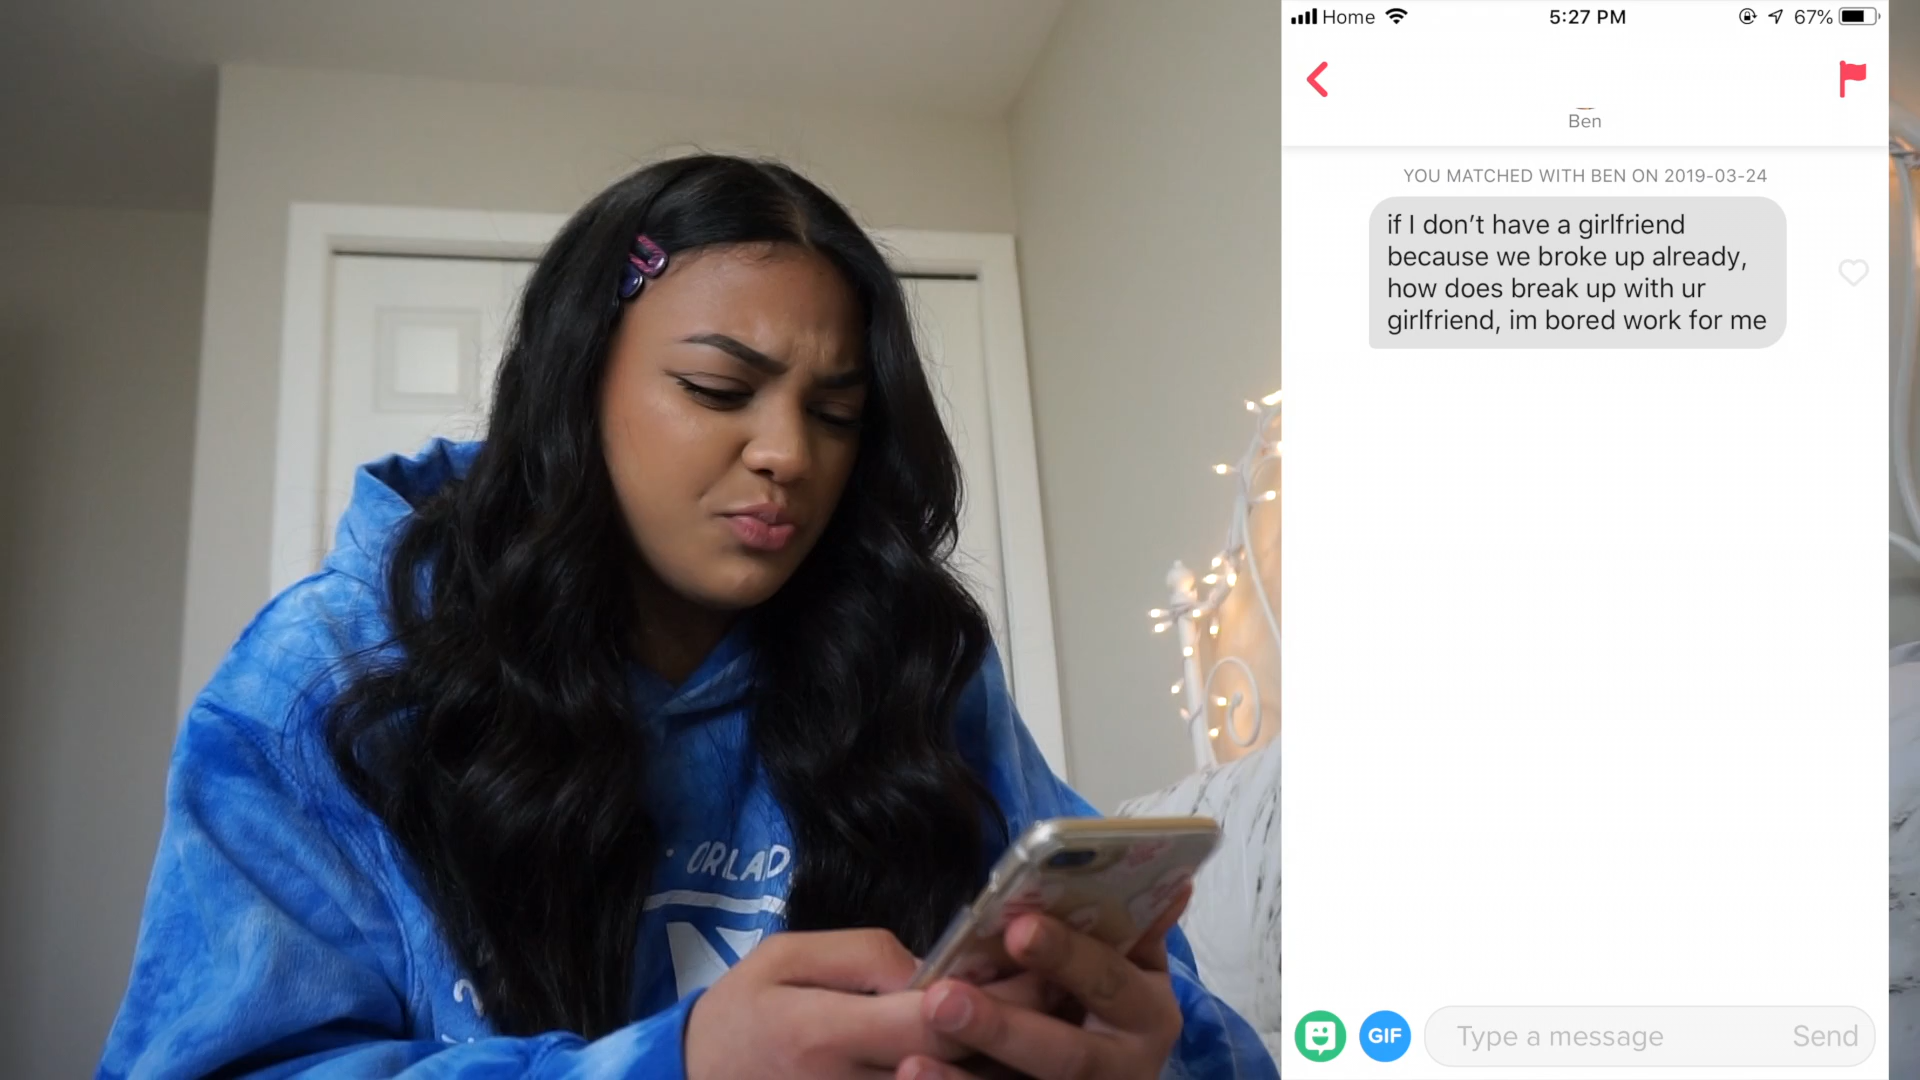 Home
5:27 PM
67%
Ben
YOU MATCHED WITH BEN ON 2019-03-24
if I don’t have a girlfriend
because we broke up already,
how does break up with ur
girlfriend, im bored work for me
GIF
Type a message
Send